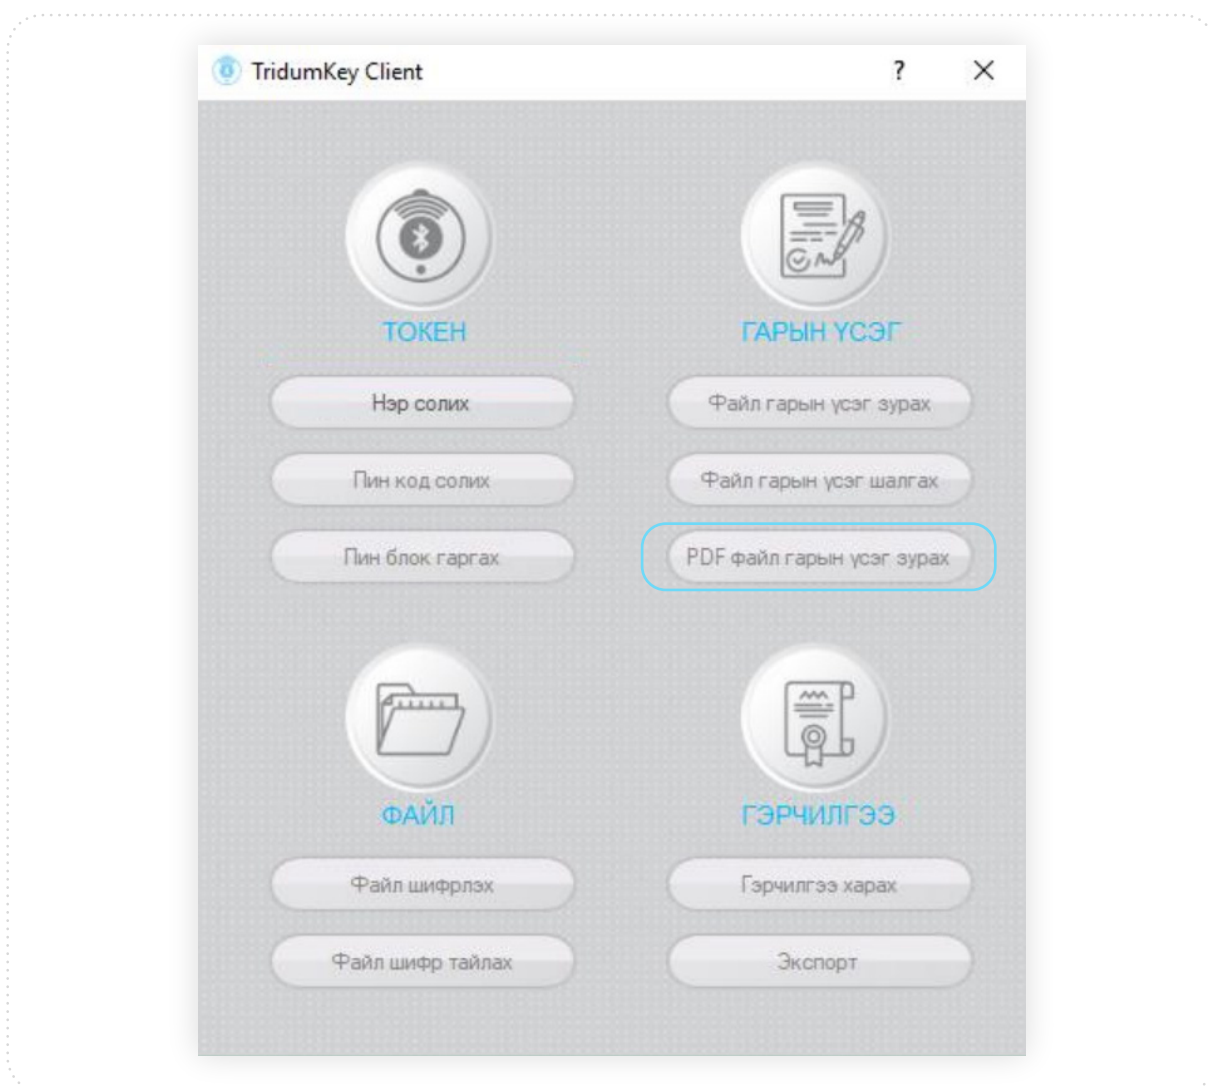 TridumKey Client
?
ТОКЕН
Нэр солих
Пин код солих
Пин блок гаргах
ГАРЫН ҮСЭГ
Файл гарын үсэг зурах
Файл гарын үсэг шалгах
PDF файл гарын үсэг зурах
ФАЙЛ
Файл шифрлэх
Файл шифр тайлах
ГЭРЧИЛГЭЭ
Гэрчилгээ харах
Экспорт